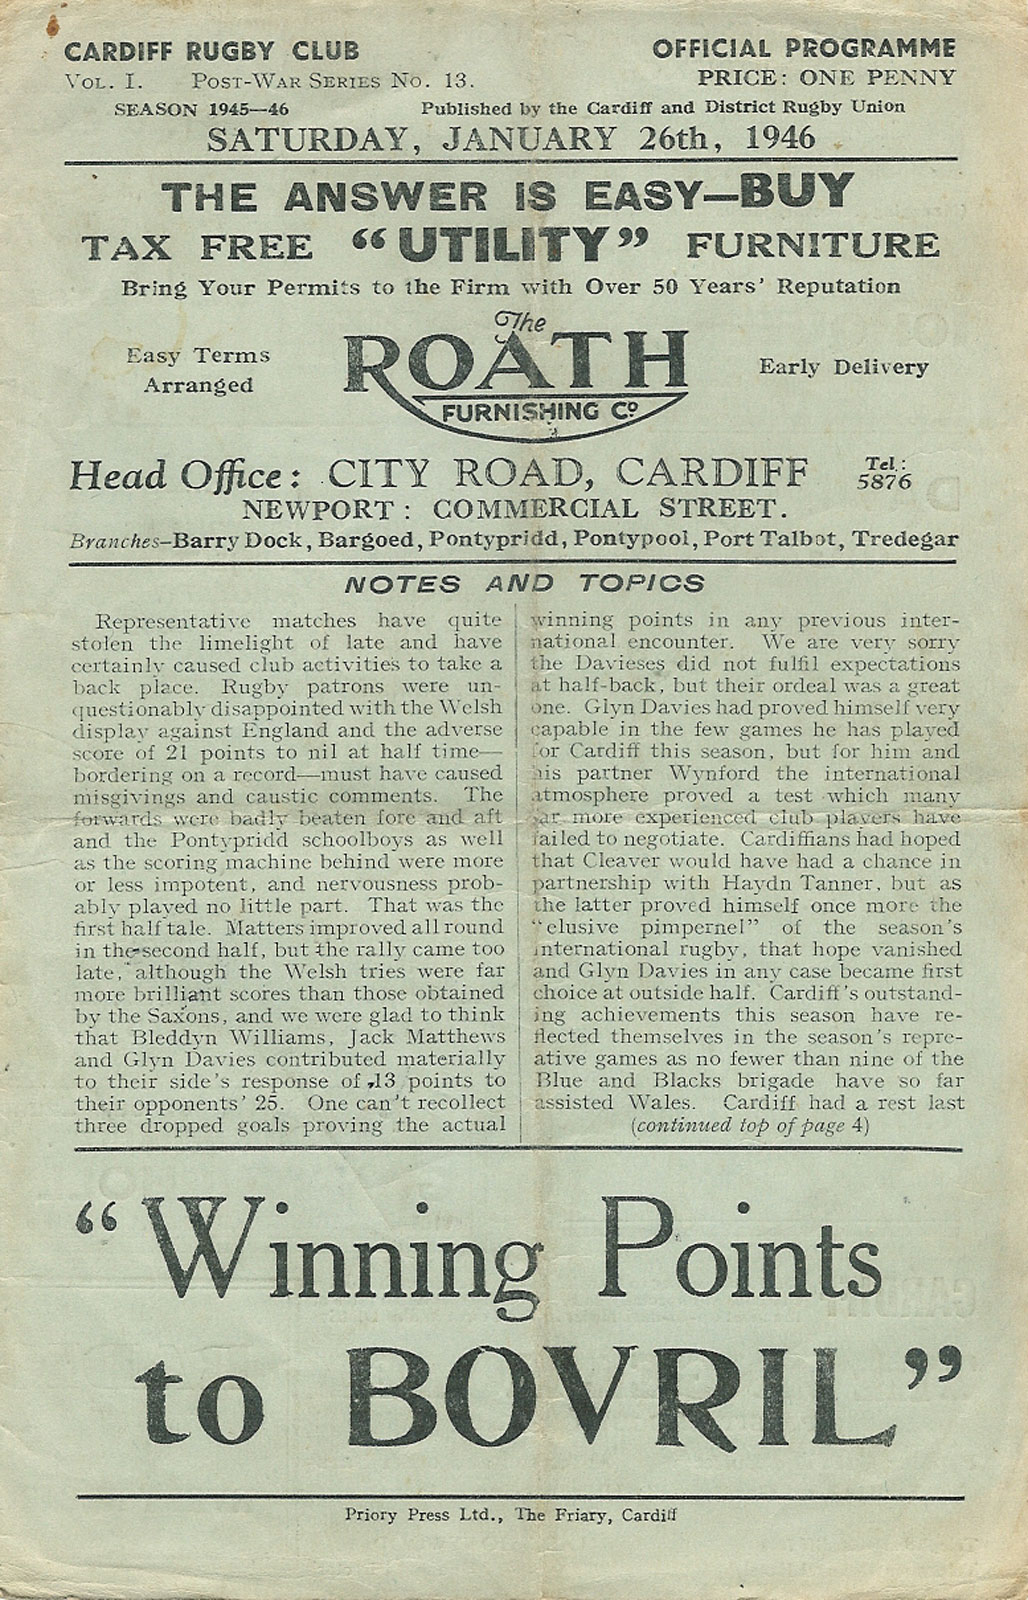 CARDIFF RUGBY CLUB
OFFICIAL PROGRAMME
VOL. I. POST-WAR SERIES NO. 13.
PRICE: ONE PENNY
SEASON 1945—46
Published by the Cardiff and District Rugby Union
SATURDAY, JANUARY 26th, 1946
THE ANSWER IS EASY—BUY
TAX FREE “UTILITY” FURNITURE
Bring Your Permits to the Firm with Over 50 Years' Reputation
Easy Terms
Arranged
The
ROATH
FURNISHING Cº
Early Delivery
Head Office: CITY ROAD, CARDIFF
Tel.:
5876
NEWPORT: COMMERCIAL STREET.
Branches—Barry Dock, Bargoed, Pontypridd, Pontypool, Port Talbot, Tredegar
NOTES AND TOPICS
Representative matches have quite
stolen the limelight of late and have
certainly caused club activities to take a
back place. Rugby patrons were un-
questionably disappointed with the Welsh
display against England and the adverse
score of 21 points to nil at half time—
bordering on a record—must have caused
misgivings and caustic comments. The
forwards were badly beaten fore and aft
and the Pontypridd schoolboys as well
as the scoring machine behind were more
or less impotent, and nervousness prob-
ably played no little part. That was the
first half tale. Matters improved all round
in the second half, but the rally came too
late, although the Welsh tries were far
more brilliant scores than those obtained
by the Saxons, and we were glad to think
that Bleddyn Williams, Jack Matthews
and Glyn Davies contributed materially
to their side's response of 13 points to
their opponents' 25. One can't recollect
three dropped goals proving the actual
winning points in any previous inter-
national encounter. We are very sorry
the Davieses did not fulfil expectations
at half-back, but their ordeal was a great
one. Glyn Davies had proved himself very
capable in the few games he has played
for Cardiff this season, but for him and
his partner Wynford the international
atmosphere proved a test which many
far more experienced club players have
failed to negotiate. Cardiffians had hoped
that Cleaver would have had a chance in
partnership with Haydn Tanner, but as
the latter proved himself once more the
“elusive pimpernel” of the season's
international rugby, that hope vanished
and Glyn Davies in any case became first
choice at outside half. Cardiff's outstand-
ing achievements this season have re-
flected themselves in the season's repre-
ative games as no fewer than nine of the
Blue and Blacks brigade have so far
assisted Wales. Cardiff had a rest last
(continued top of page 4)
“Winning Points
to BOVRIL”
Priory Press Ltd., The Friary, Cardiff